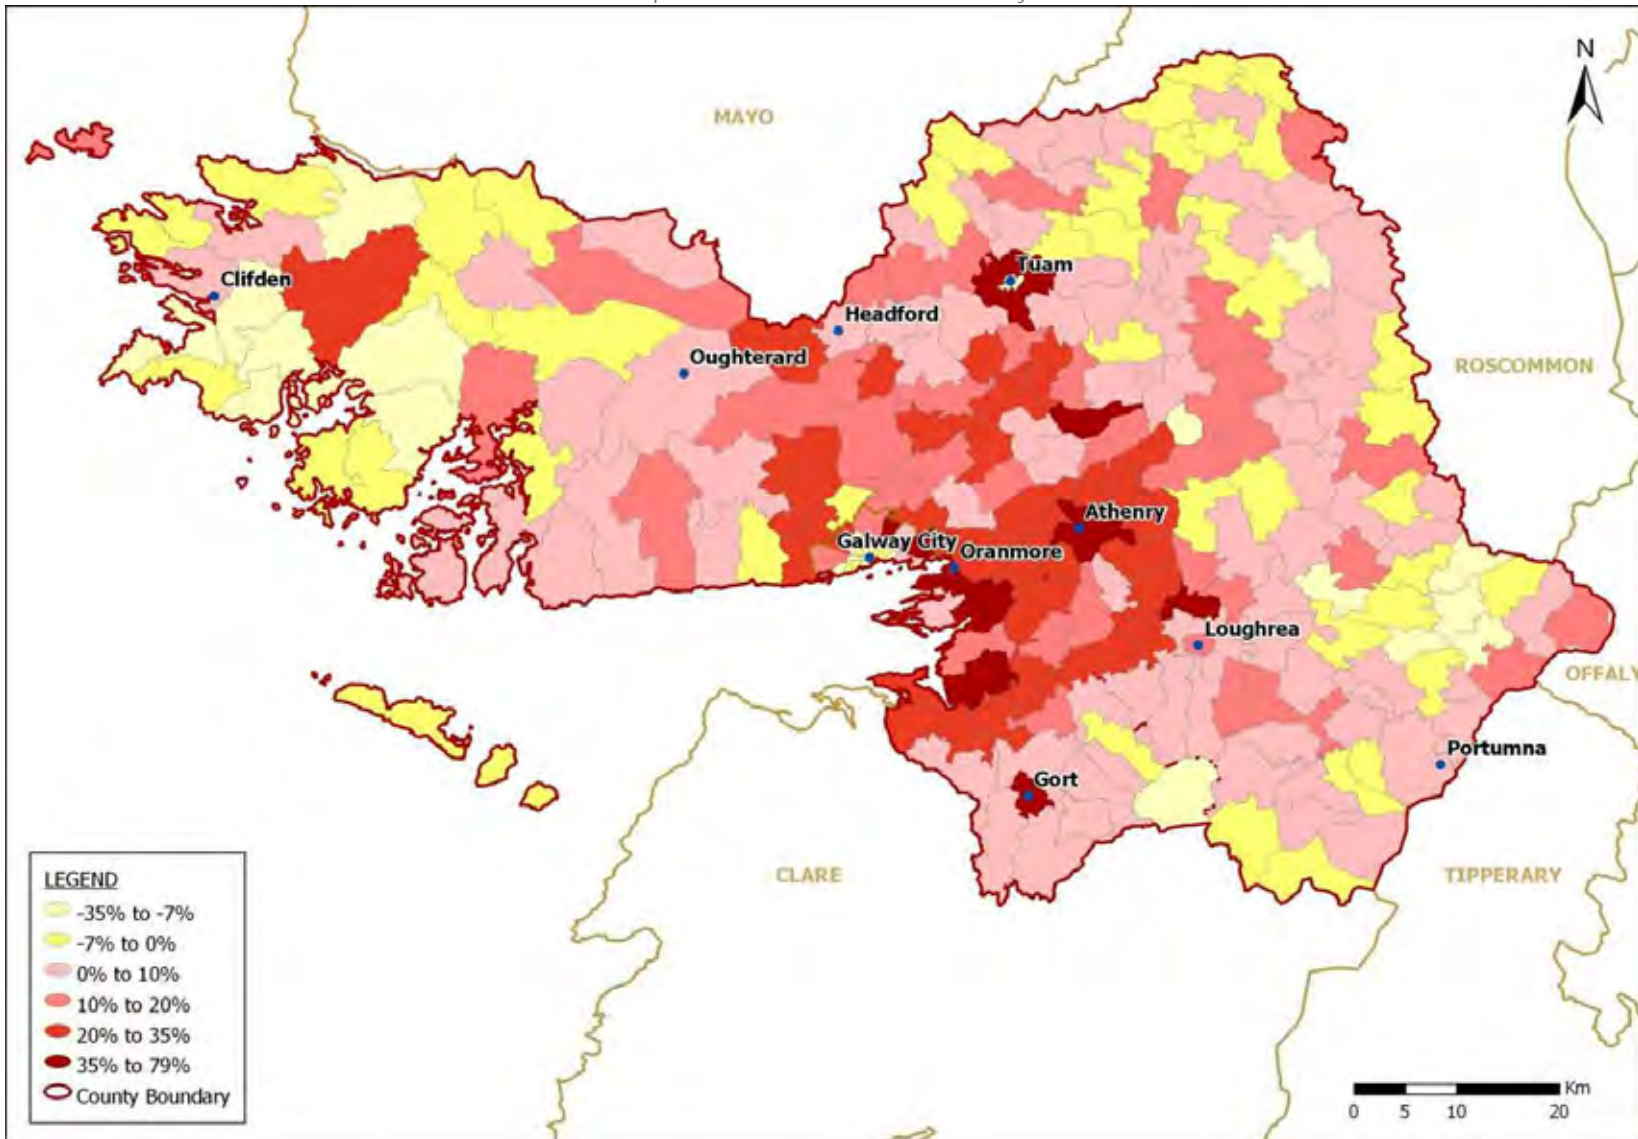 N
MAYO
Clifden
Tuam
Headford
Oughterard
ROSCOMMON
Athenry
Galway City
Oranmore
Loughrea
OFFALY
Portumna
Gort
CLARE
TIPPERARY
LEGEND
-35% to -7%
-7% to 0%
0% to 10%
10% to 20%
20% to 35%
35% to 79%
County Boundary
Km
0 5 10 20